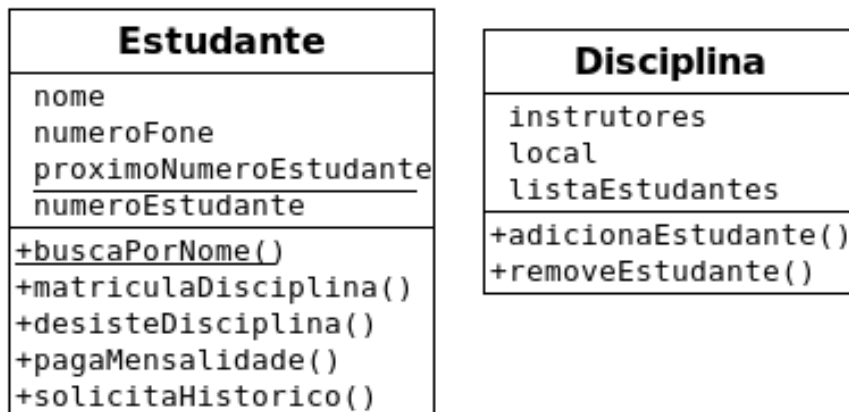 Estudante
nome
numeroFone
proximoNumeroEstudante
numeroEstudante
+buscaPorNome()
+matriculaDisciplina()
+desisteDisciplina()
+pagaMensalidade()
+solicitaHistorico()
Disciplina
instrutores
local
listaEstudantes
+adicionaEstudante()
+removeEstudante()